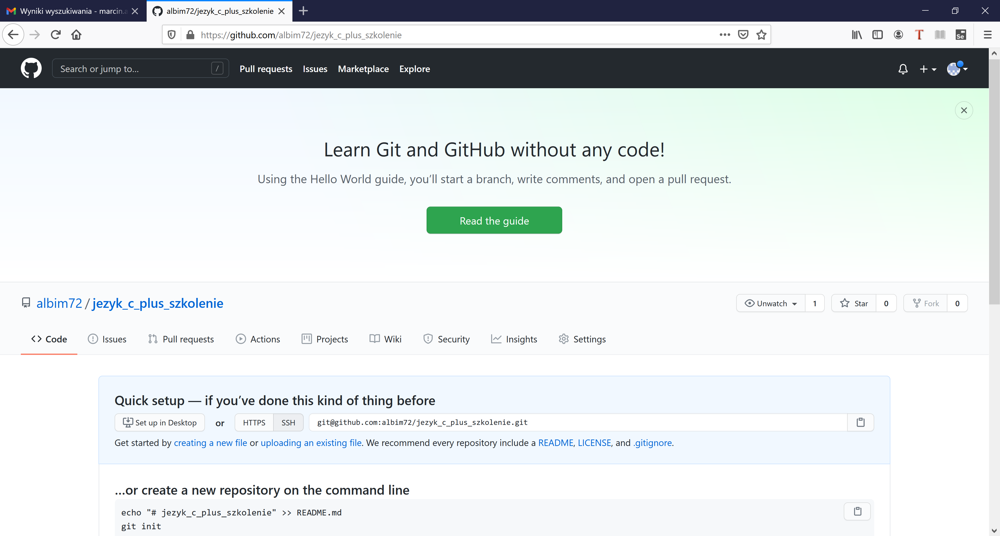 Wyniki wyszukiwania - marcin.a
albim72/jezyk_c_plus_szkolenie
https://github.com/albim72/jezyk_c_plus_szkolenie
T
Se
Search or jump to... /
Pull requests Issues Marketplace Explore
Learn Git and GitHub without any code!
Using the Hello World guide, you’ll start a branch, write comments, and open a pull request.
Read the guide
albim72 / jezyk_c_plus_szkolenie
Unwatch 1 Star 0 Fork 0
Code Issues Pull requests Actions Projects Wiki Security Insights Settings
Quick setup — if you’ve done this kind of thing before
Set up in Desktop or HTTPS SSH git@github.com:albim72/jezyk_c_plus_szkolenie.git
Get started by creating a new file or uploading an existing file. We recommend every repository include a README, LICENSE, and .gitignore.
…or create a new repository on the command line
echo "# jezyk_c_plus_szkolenie" >> README.md
git init